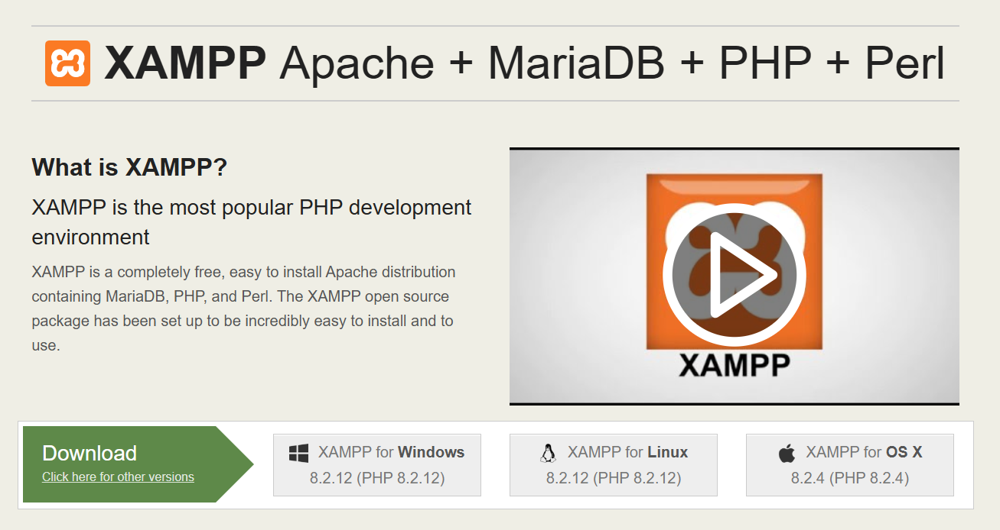 XAMPP Apache + MariaDB + PHP + Perl
What is XAMPP?
XAMPP is the most popular PHP development
environment
XAMPP is a completely free, easy to install Apache distribution
containing MariaDB, PHP, and Perl. The XAMPP open source
package has been set up to be incredibly easy to install and to
use.
XAMPP
Download
Click here for other versions
XAMPP for Windows
8.2.12 (PHP 8.2.12)
XAMPP for Linux
8.2.12 (PHP 8.2.12)
XAMPP for OS X
8.2.4 (PHP 8.2.4)